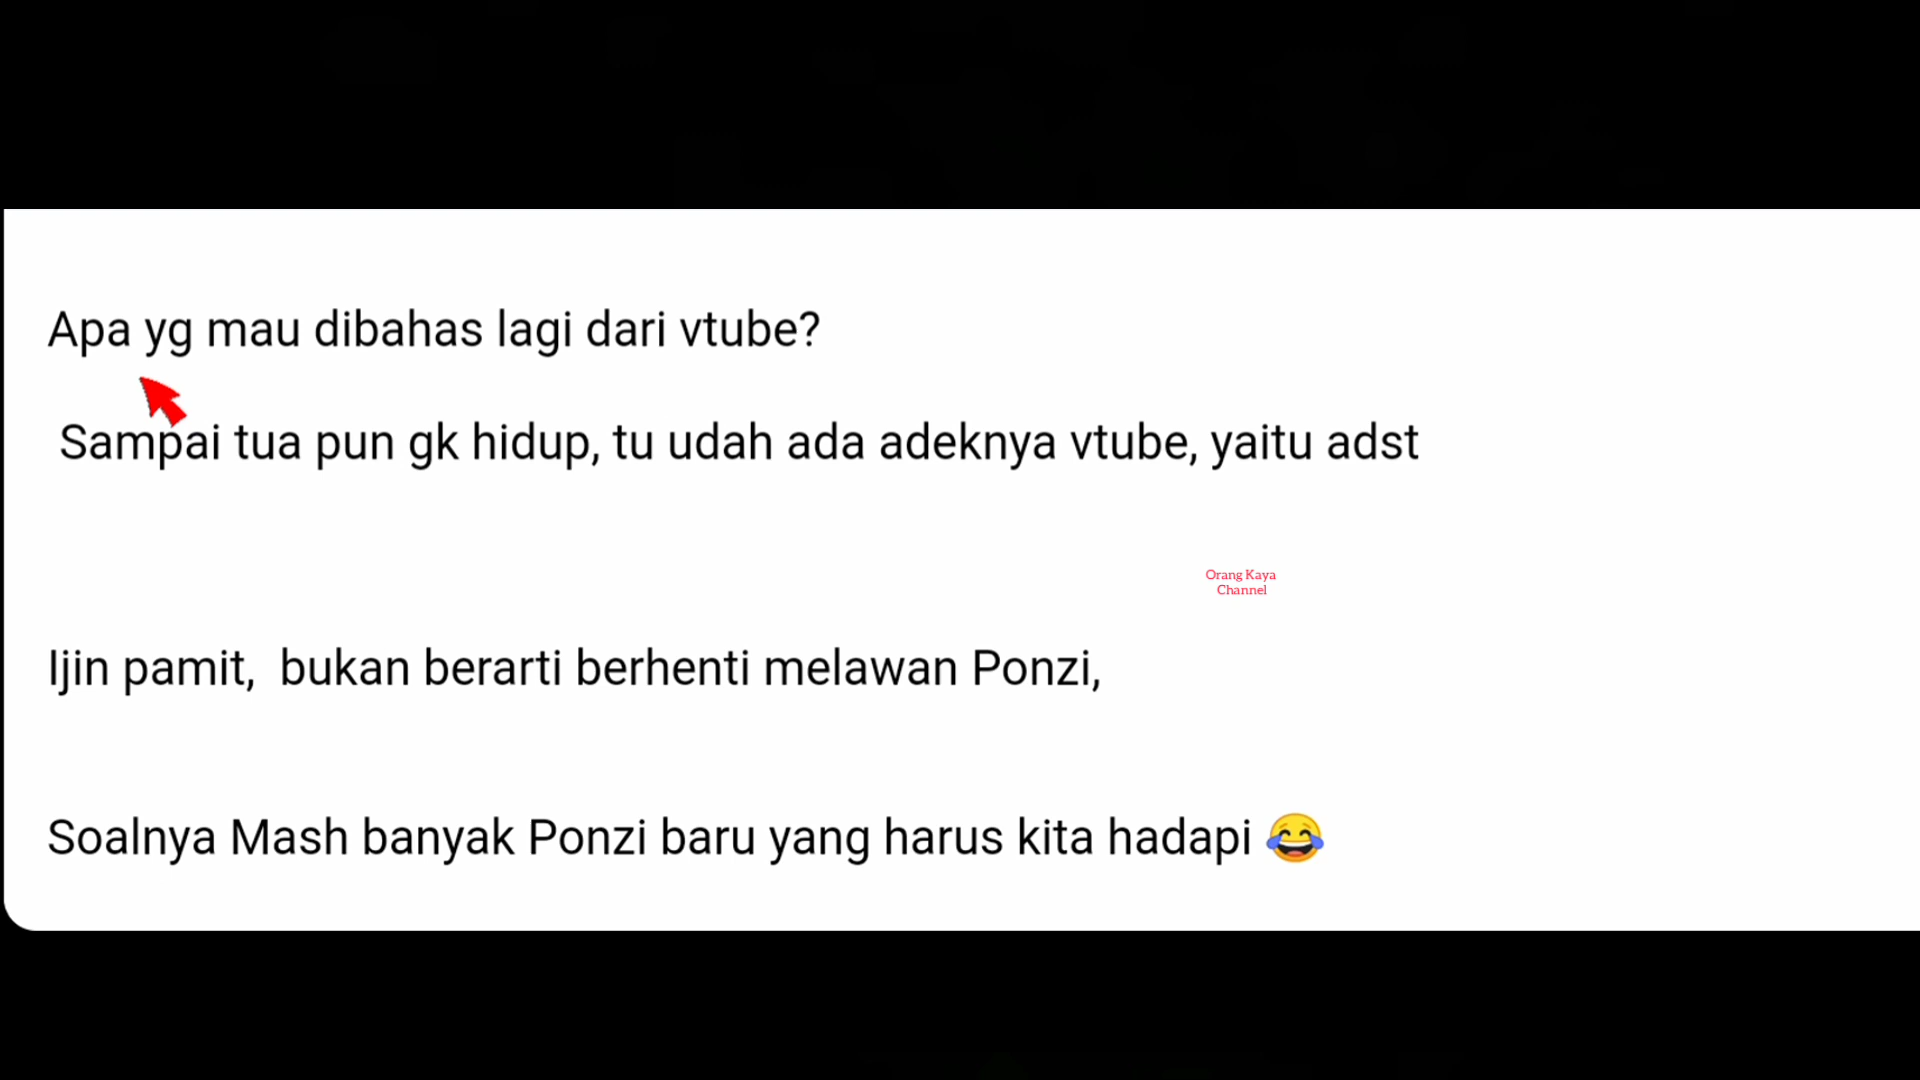 Apa yg mau dibahas lagi dari vtube?
Sampai tua pun gk hidup, tu udah ada adeknya vtube, yaitu adst
Orang Kaya
Channel
Ijin pamit,  bukan berarti berhenti melawan Ponzi,
Soalnya Mash banyak Ponzi baru yang harus kita hadapi 😂